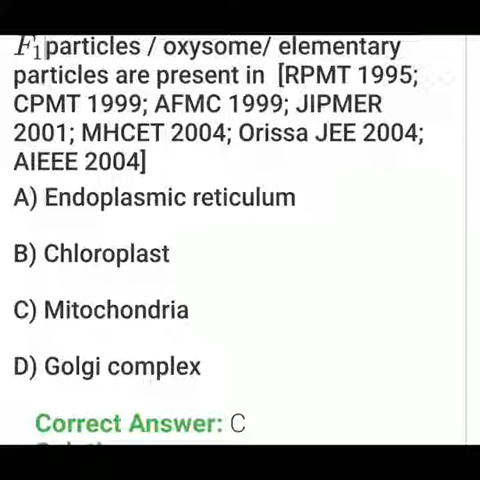 F₁ particles / oxysome/ elementary
particles are present in [RPMT 1995;
CPMT 1999; AFMC 1999; JIPMER
2001; MHCET 2004; Orissa JEE 2004;
AIEEE 2004]
A) Endoplasmic reticulum
B) Chloroplast
C) Mitochondria
D) Golgi complex
Correct Answer: C